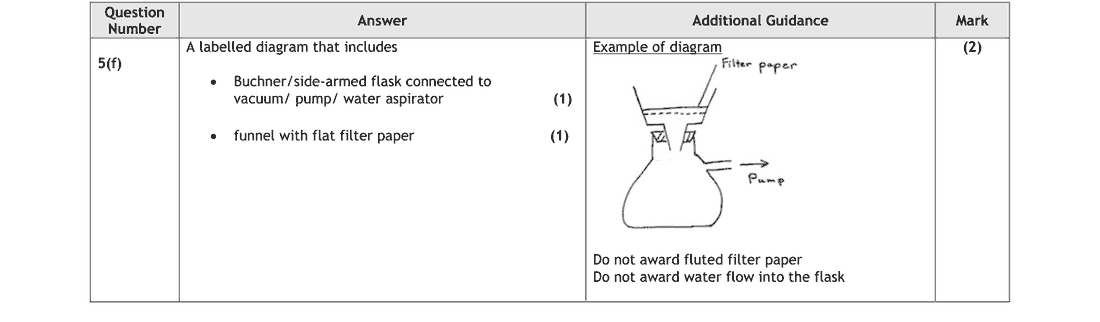 Question Number
Answer
Additional Guidance
Mark
5(f)
A labelled diagram that includes
• Buchner/side-armed flask connected to
vacuum/ pump/ water aspirator (1)
• funnel with flat filter paper (1)
Example of diagram
Filter paper
Pump
Do not award fluted filter paper
Do not award water flow into the flask
(2)